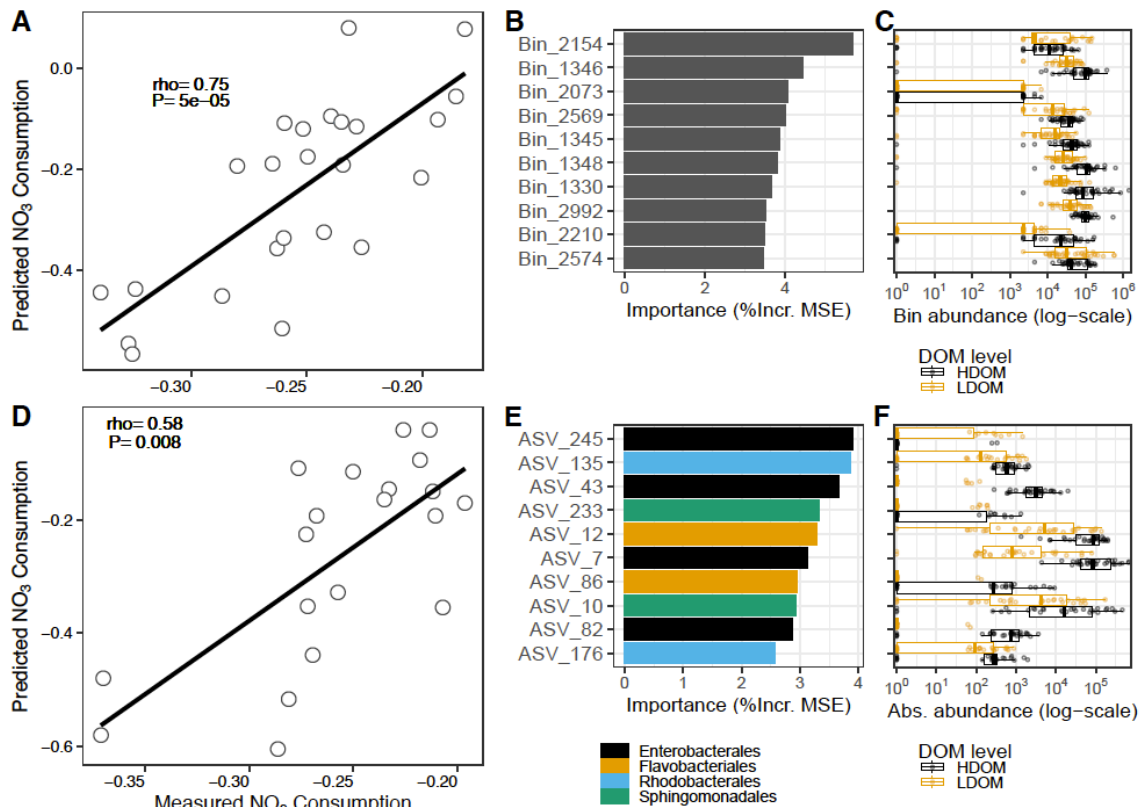 A
Predicted NO3 Consumption
0.0
−0.2
−0.4
rho= 0.75
P= 5e−05
−0.30
−0.25
−0.20
B
Bin_2154
Bin_1346
Bin_2073
Bin_2569
Bin_1345
Bin_1348
Bin_1330
Bin_2992
Bin_2210
Bin_2574
0
2
4
Importance (%Incr. MSE)
C
10^0 10^1 10^2 10^3 10^4 10^5 10^6
Bin abundance (log−scale)
DOM level
HDOM
LDOM
D
Predicted NO3 Consumption
−0.2
−0.4
−0.6
rho= 0.58
P= 0.008
−0.35
−0.30
−0.25
−0.20
Measured NO3 Consumption
E
ASV_245
ASV_135
ASV_43
ASV_233
ASV_12
ASV_7
ASV_86
ASV_10
ASV_82
ASV_176
0
1
2
3
4
Importance (%Incr. MSE)
Enterobacterales
Flavobacteriales
Rhodobacterales
Sphingomonadales
F
10^0 10^1 10^2 10^3 10^4 10^5
Abs. abundance (log−scale)
DOM level
HDOM
LDOM